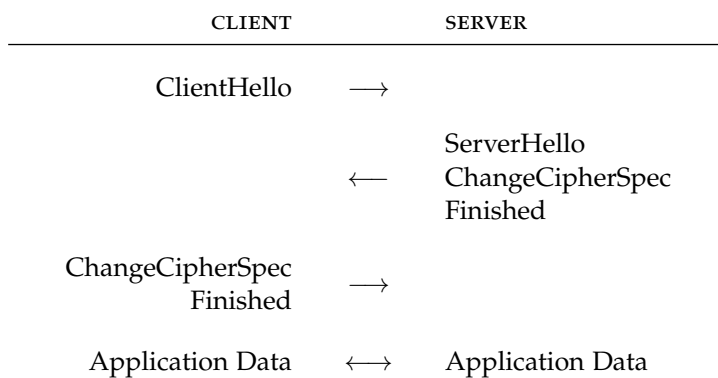 CLIENT SERVER
ClientHello ⟶
ServerHello
⟵ ChangeCipherSpec
Finished
ChangeCipherSpec
⟶
Finished
Application Data ⟷ Application Data